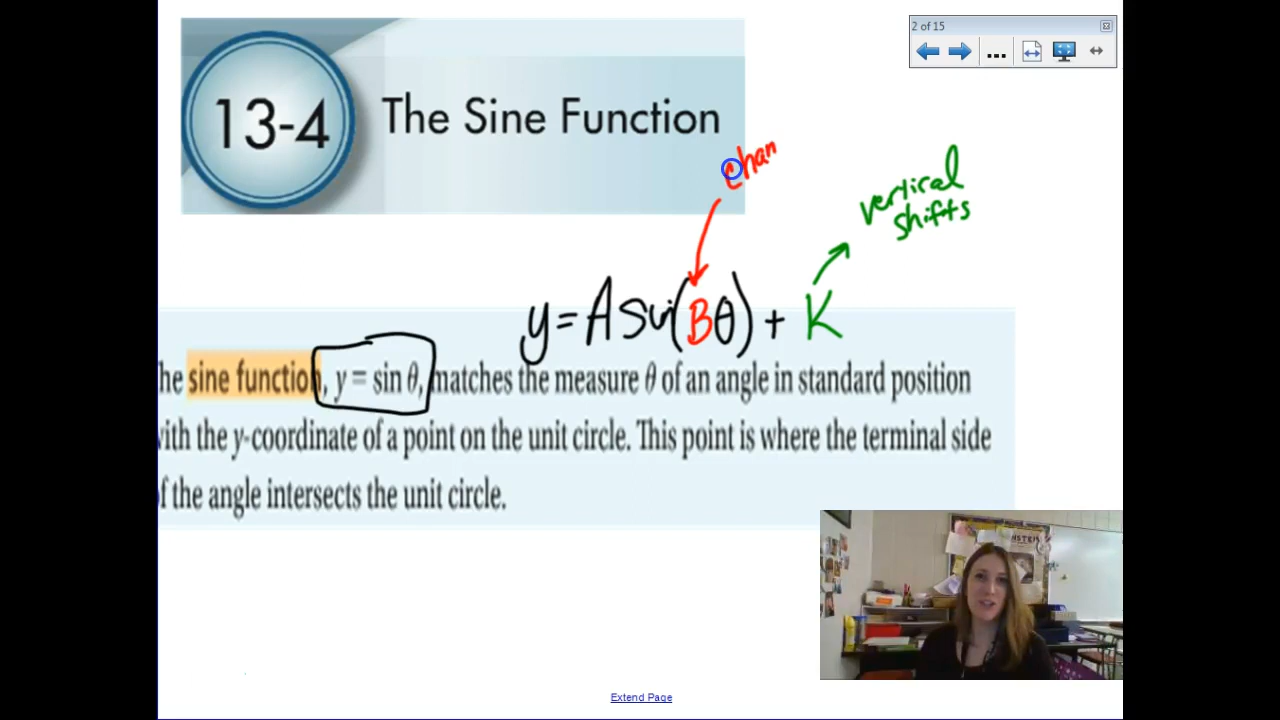 2 of 15
13-4 The Sine Function
chan
vertical
shifts
y = A sin(Bθ) + K
he sine function, y = sin θ, matches the measure θ of an angle in standard position
ith the y-coordinate of a point on the unit circle. This point is where the terminal side
f the angle intersects the unit circle.
Extend Page